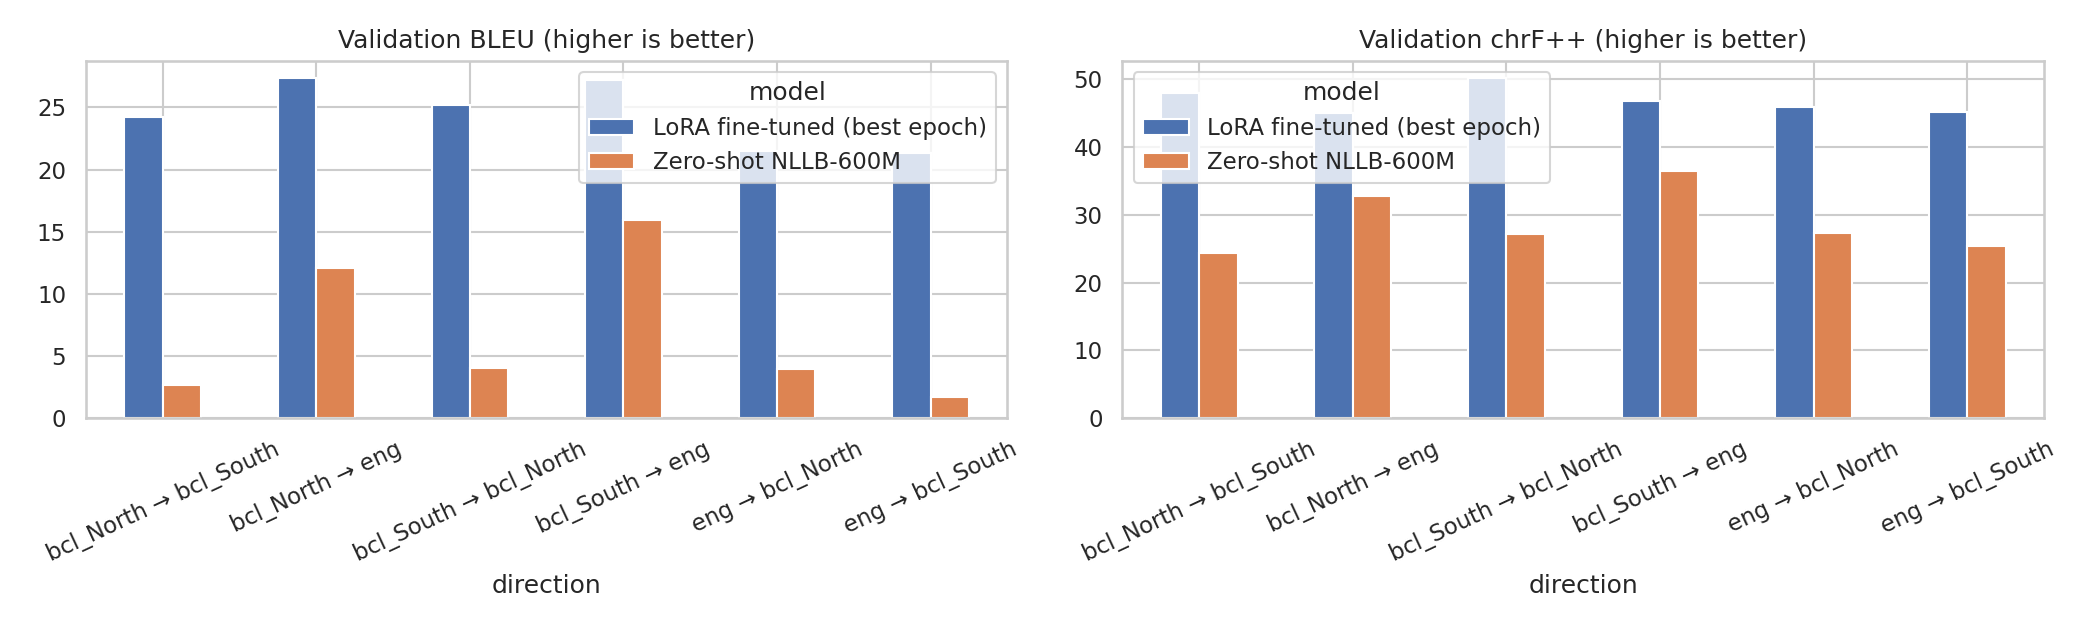 Validation BLEU (higher is better)
25
20
15
10
5
0
model
LoRA fine-tuned (best epoch)
Zero-shot NLLB-600M
bcl_North → bcl_South
bcl_North → eng
bcl_South → bcl_North
bcl_South → eng
eng → bcl_North
eng → bcl_South
direction
Validation chrF++ (higher is better)
50
40
30
20
10
0
model
LoRA fine-tuned (best epoch)
Zero-shot NLLB-600M
bcl_North → bcl_South
bcl_North → eng
bcl_South → bcl_North
bcl_South → eng
eng → bcl_North
eng → bcl_South
direction